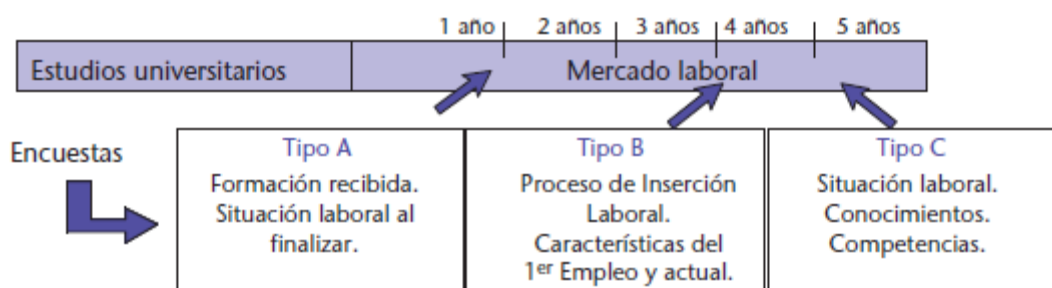 1 año 2 años 3 años 4 años 5 años
Estudios universitarios Mercado laboral
Encuestas
Tipo A
Formación recibida.
Situación laboral al
finalizar.
Tipo B
Proceso de Inserción
Laboral.
Características del
1er Empleo y actual.
Tipo C
Situación laboral.
Conocimientos.
Competencias.